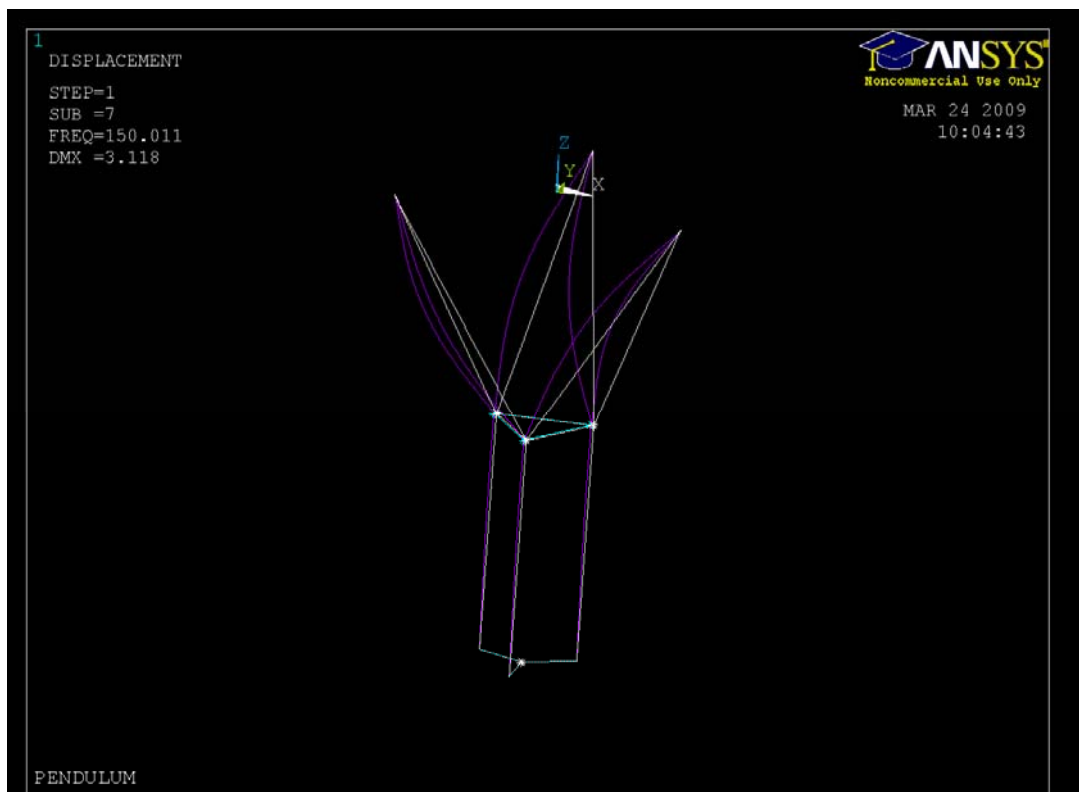 1
DISPLACEMENT
STEP=1
SUB =7
FREQ=150.011
DMX =3.118
ANSYS
Noncommercial Use Only
MAR 24 2009
10:04:43
Z
Y
X
PENDULUM